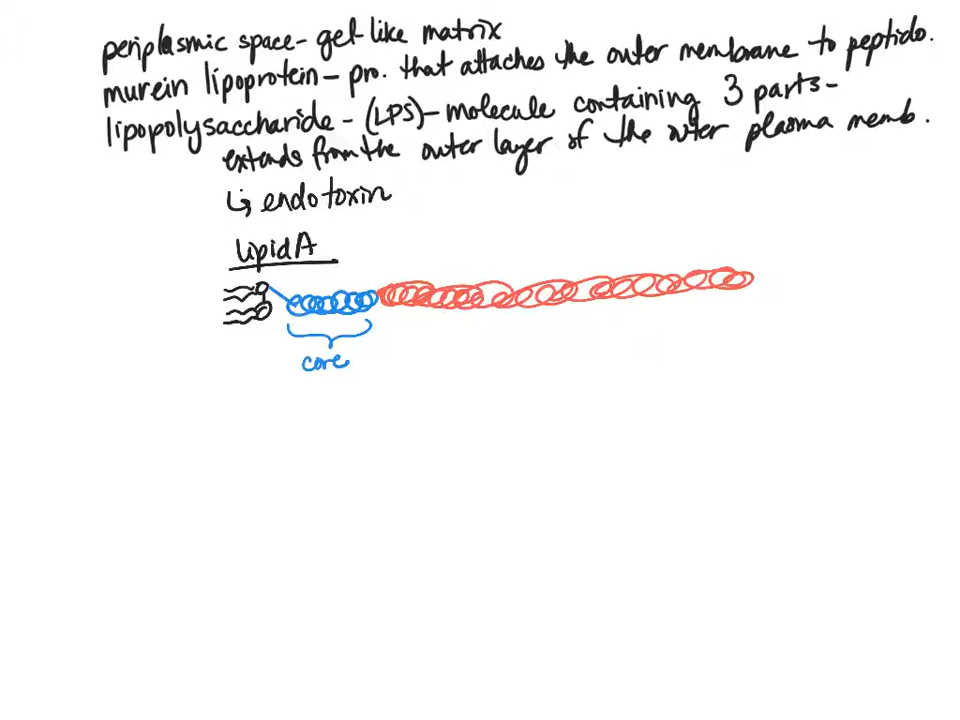 periplasmic space - gel-like matrix
murein lipoprotein - pro. that attaches the outer membrane to peptido.
lipopolysaccharide - (LPS) - molecule containing 3 parts -
extends from the outer layer of the outer plasma memb.
↳ endotoxin
Lipid A
core